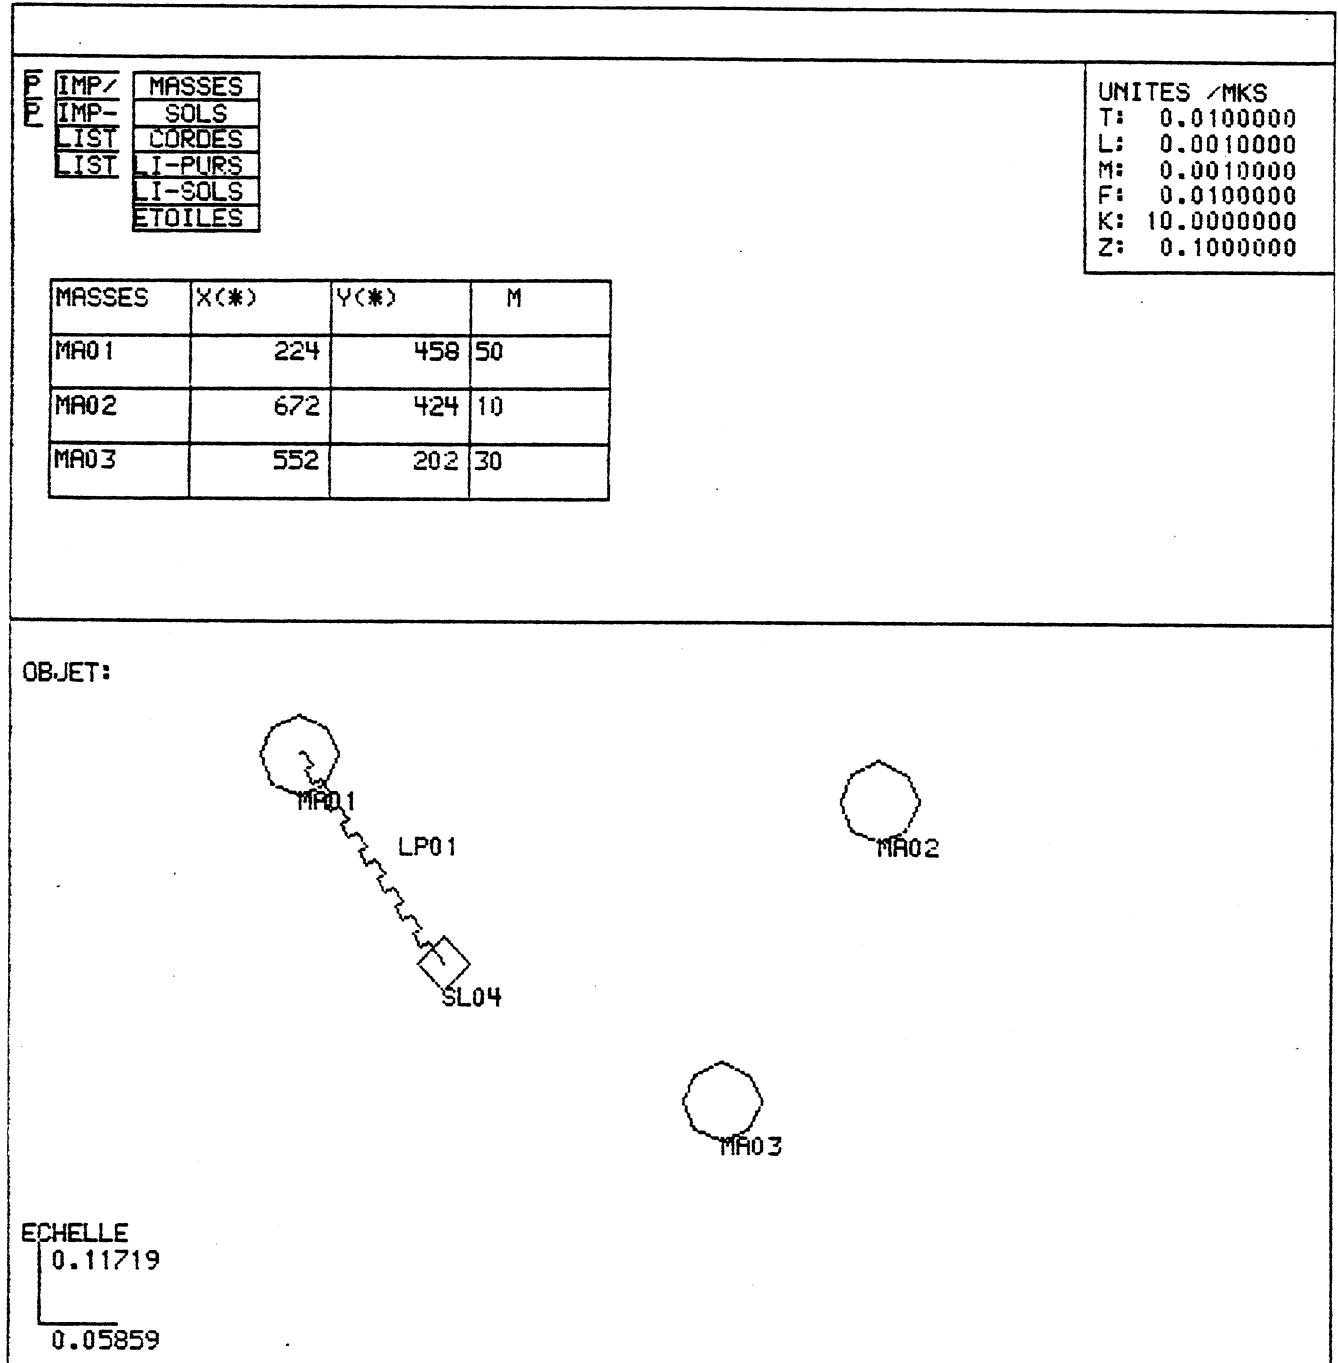 P IMP/ MASSES
P IMP- SOLS
LIST CORDES
LIST LI-PURS
LI-SOLS
ETOILES
UNITES /MKS
T: 0.0100000
L: 0.0010000
M: 0.0010000
F: 0.0100000
K: 10.0000000
Z: 0.1000000
MASSES X(*) Y(*) M
MA01 224 458 50
MA02 672 424 10
MA03 552 202 30
OBJET:
MA01
LP01
MA02
SL04
MA03
ECHELLE
0.11719
0.05859